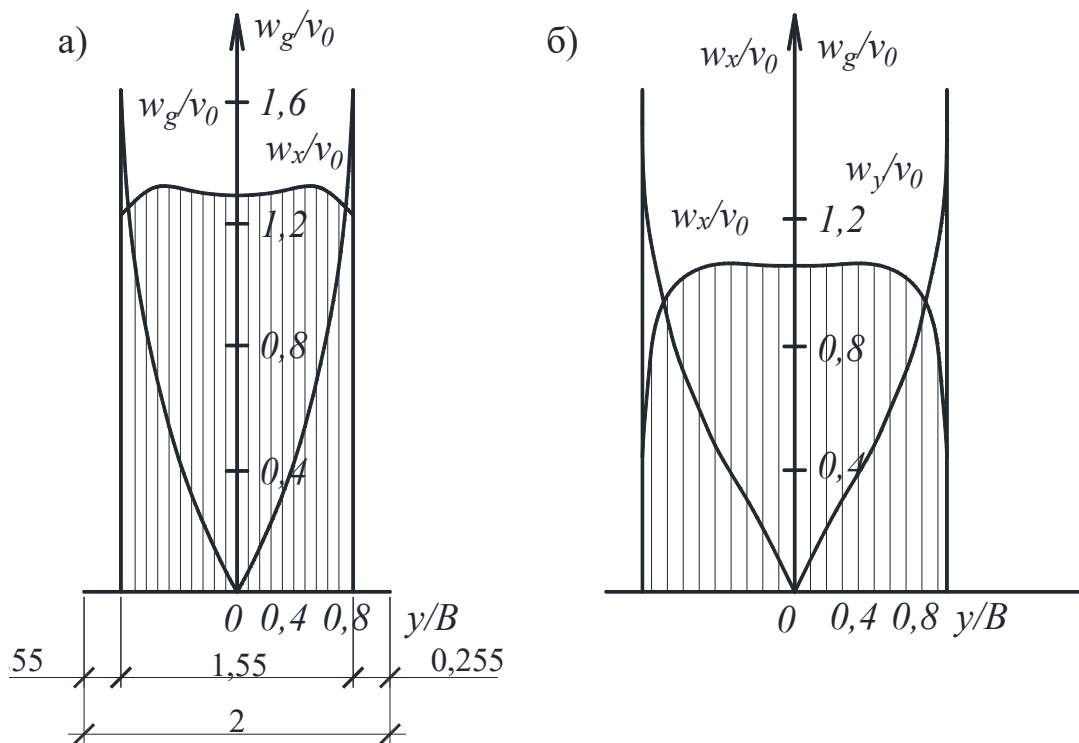 а)
w_g/v_0
w_g/v_0
1,6
w_x/v_0
1,2
0,8
0,4
0 0,4 0,8 y/B
55 1,55 0,255
2
б)
w_x/v_0 w_g/v_0
w_y/v_0
w_x/v_0
1,2
0,8
0,4
0 0,4 0,8 y/B